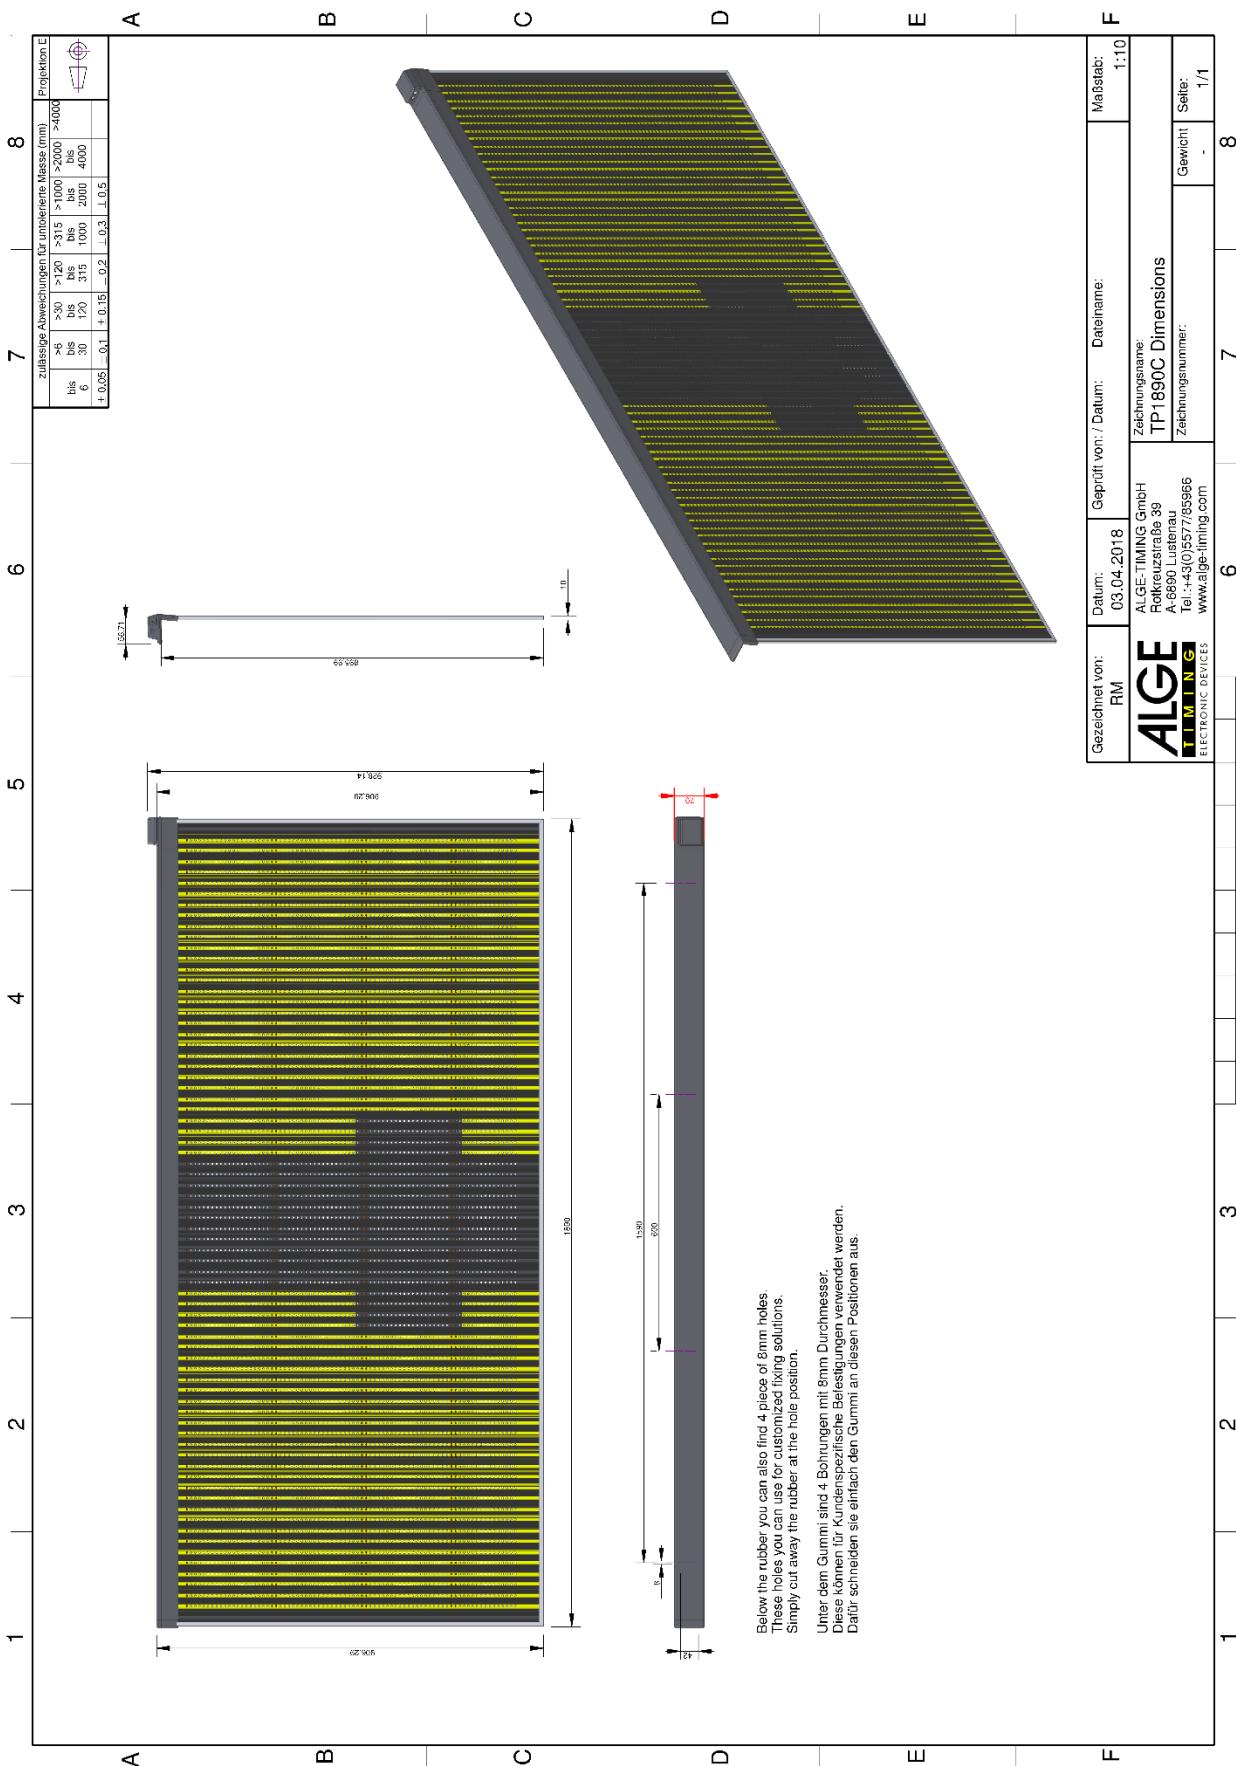 A
B
C
D
E
F
8
7
6
5
4
3
2
1
zulässige Abweichungen für untolerierte Masse (mm)
Projektion E
bis 6
>6 bis 30
>30 bis 120
>120 bis 315
>315 bis 1000
>1000 bis 2000
>2000 bis 4000
>4000
± 0,05
0,1
± 0,15
0,2
0,3
0,5
66,71
10
928.14
906.29
906.29
1890
70
1590
600
8
42
Below the rubber you can also find 4 piece of 8mm holes.
These holes you can use for customized fixing solutions.
Simply cut away the rubber at the hole position.
Unter dem Gummi sind 4 Bohrungen mit 8mm Durchmesser.
Diese können für Kundenspezifische Befestigungen verwendet werden.
Dafür schneiden sie einfach den Gummi an diesen Positionen aus.
Gezeichnet von:
RM
Datum:
03.04.2018
Geprüft von: / Datum:
Dateiname:
Maßstab:
1:10
ALGE
TIMING
ELECTRONIC DEVICES
ALGE-TIMING GmbH
Rotkreuzstraße 39
A-6890 Lustenau
Tel.:+43(0)5577/85966
www.alge-timing.com
Zeichnungsname:
TP1890C Dimensions
Zeichnungsnummer:
Gewicht
-
Seite:
1/1
A
B
C
D
E
F
8
7
6
3
2
1